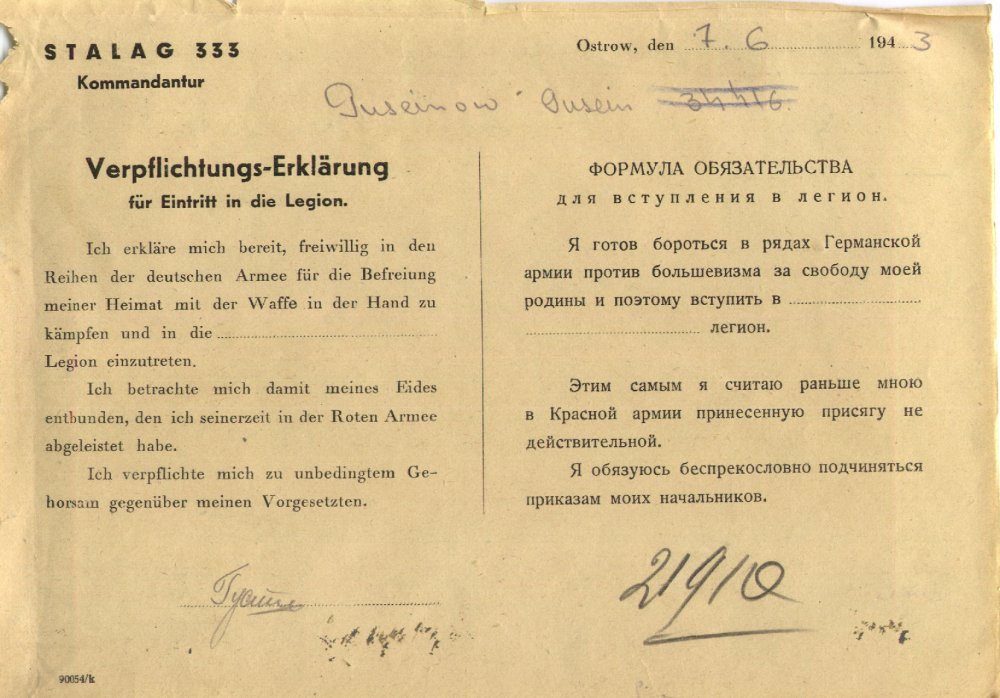 STALAG 333
Kommandantur
Ostrow, den 7. 6 1943
Guseinow Gusein 34416
Verpflichtungs-Erklärung
für Eintritt in die Legion.
Ich erkläre mich bereit, freiwillig in den
Reihen der deutschen Armee für die Befreiung
meiner Heimat mit der Waffe in der Hand zu
kämpfen und in die
Legion einzutreten.
Ich betrachte mich damit meines Eides
entbunden, den ich seinerzeit in der Roten Armee
abgeleistet habe.
Ich verpflichte mich zu unbedingtem Ge-
horsam gegenüber meinen Vorgesetzten.
ФОРМУЛА ОБЯЗАТЕЛЬСТВА
для вступления в легион.
Я готов бороться в рядах Германской
армии против большевизма за свободу моей
родины и поэтому вступить в
легион.
Этим самым я считаю раньше мною
в Красной армии принесенную присягу не
действительной.
Я обязуюсь беспрекословно подчиняться
приказам моих начальников.
21910
90054/k